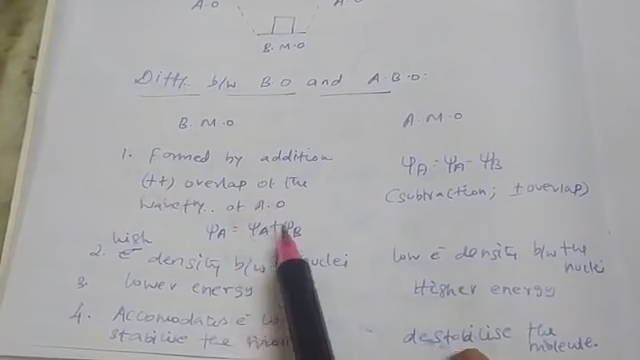 A.O A.O
B.M.O
Diff. b/w B.O and A.B.O:
B.M.O A.M.O
1. Formed by addition
(++) overlap of the
of A.O
ψA = ψA+ψB
ψA = ψA- ψB
(subtraction; ± overlap)
2. High
e⁻ density b/w nuclei
Low e⁻ density b/w the
nuclei
3. Lower energy
Higher energy
4. Accomodates e⁻
stabilise the
destabilise the
molecule.